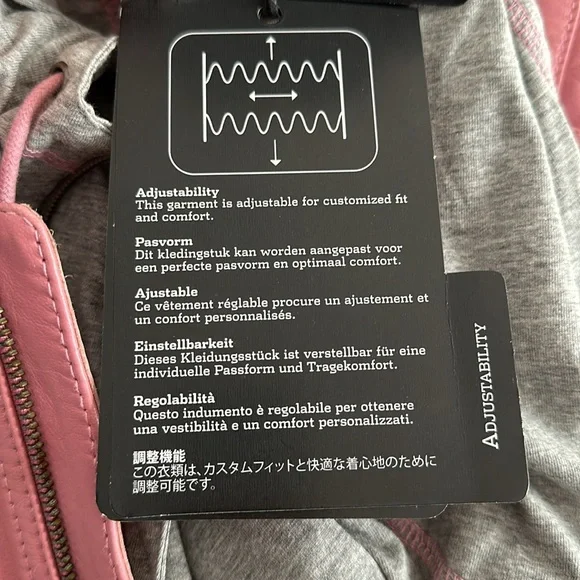 Adjustability
This garment is adjustable for customized fit
and comfort.
Pasvorm
Dit kledingstuk kan worden aangepast voor
een perfecte pasvorm en optimaal comfort.
Ajustable
Ce vêtement réglable procure un ajustement et
un confort personnalisés.
Einstellbarkeit
Dieses Kleidungsstück ist verstellbar für eine
individuelle Passform und Tragekomfort.
Regolabilità
Questo indumento è regolabile per ottenere
una vestibilità e un comfort personalizzati.
調整機能
この衣類は、カスタムフィットと快適な着心地のために
調整可能です。
ADJUSTABILITY